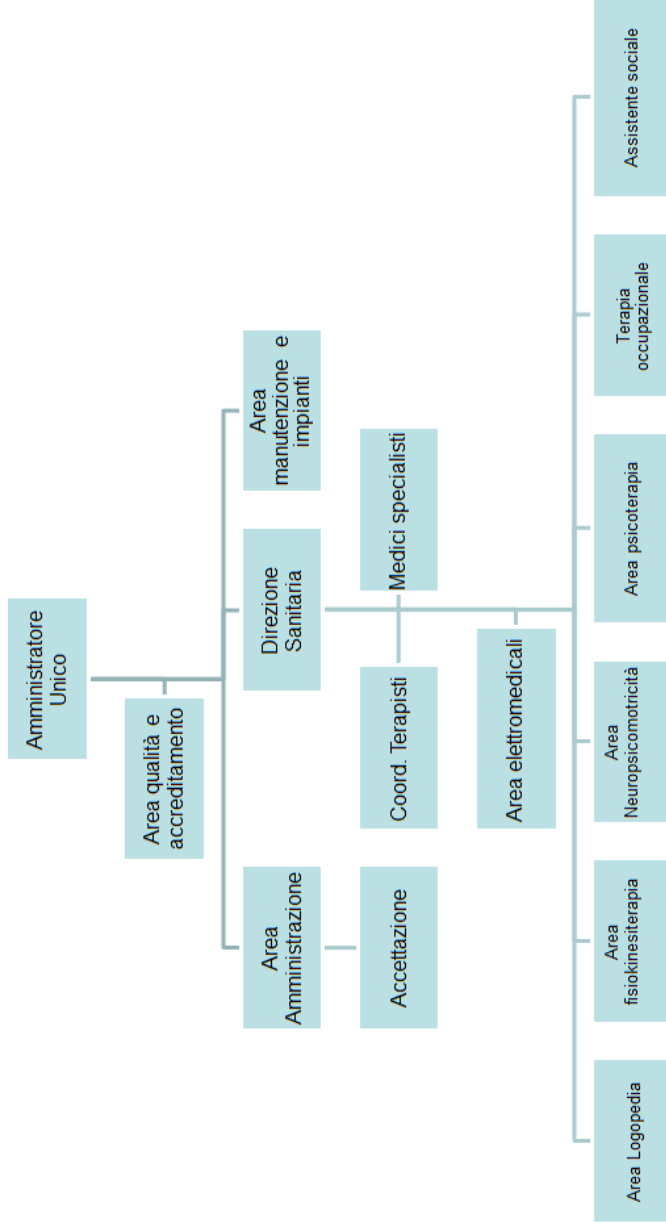 Amministratore
Unico
Area qualità e
accreditamento
Area
Amministrazione
Direzione
Sanitaria
Area
manutenzione e
impianti
Accettazione
Coord. Terapisti
Medici specialisti
Area elettromedicali
Area Logopedia
Area
fisiokinesiterapia
Area
Neuropsicomotricità
Area psicoterapia
Terapia
occupazionale
Assistente sociale